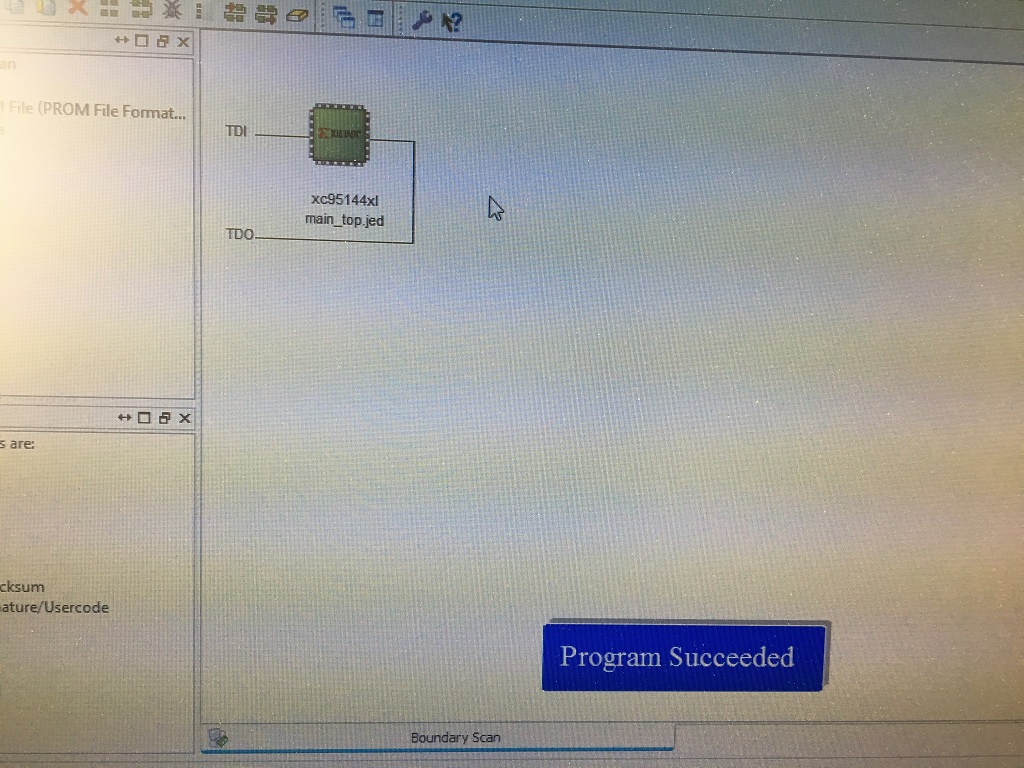 an
File (PROM File Format...
TDI
XILINX
xc95144xl
main_top.jed
TDO
s are:
cksum
ature/Usercode
Program Succeeded
Boundary Scan